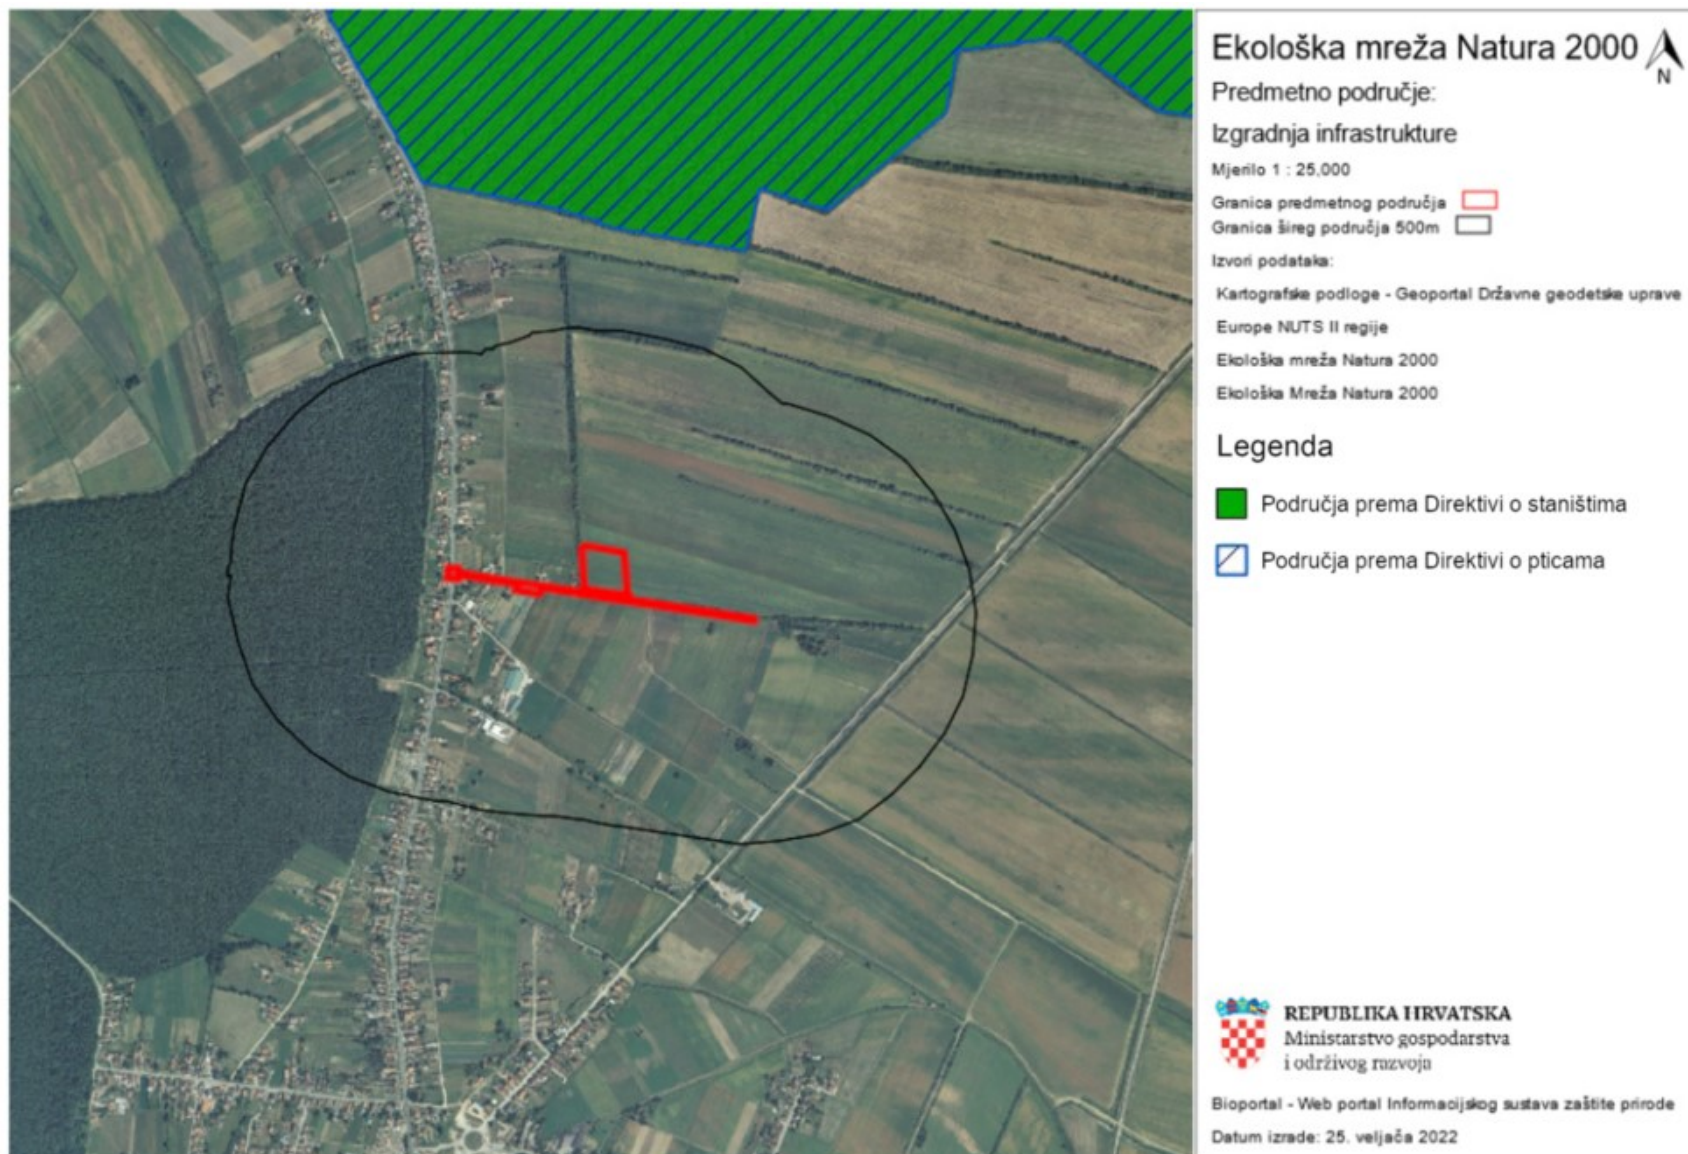 Ekološka mreža Natura 2000
N
Predmetno područje:
Izgradnja infrastrukture
Mjerilo 1 : 25,000
Granica predmetnog područja
Granica šireg područja 500m
Izvori podataka:
Kartografske podloge - Geoportal Državne geodetske uprave
Europe NUTS II regije
Ekološka mreža Natura 2000
Ekološka Mreža Natura 2000
Legenda
Područja prema Direktivi o staništima
Područja prema Direktivi o pticama
REPUBLIKA HRVATSKA
Ministarstvo gospodarstva
i održivog razvoja
Bioportal - Web portal Informacijskog sustava zaštite prirode
Datum izrade: 25. veljača 2022